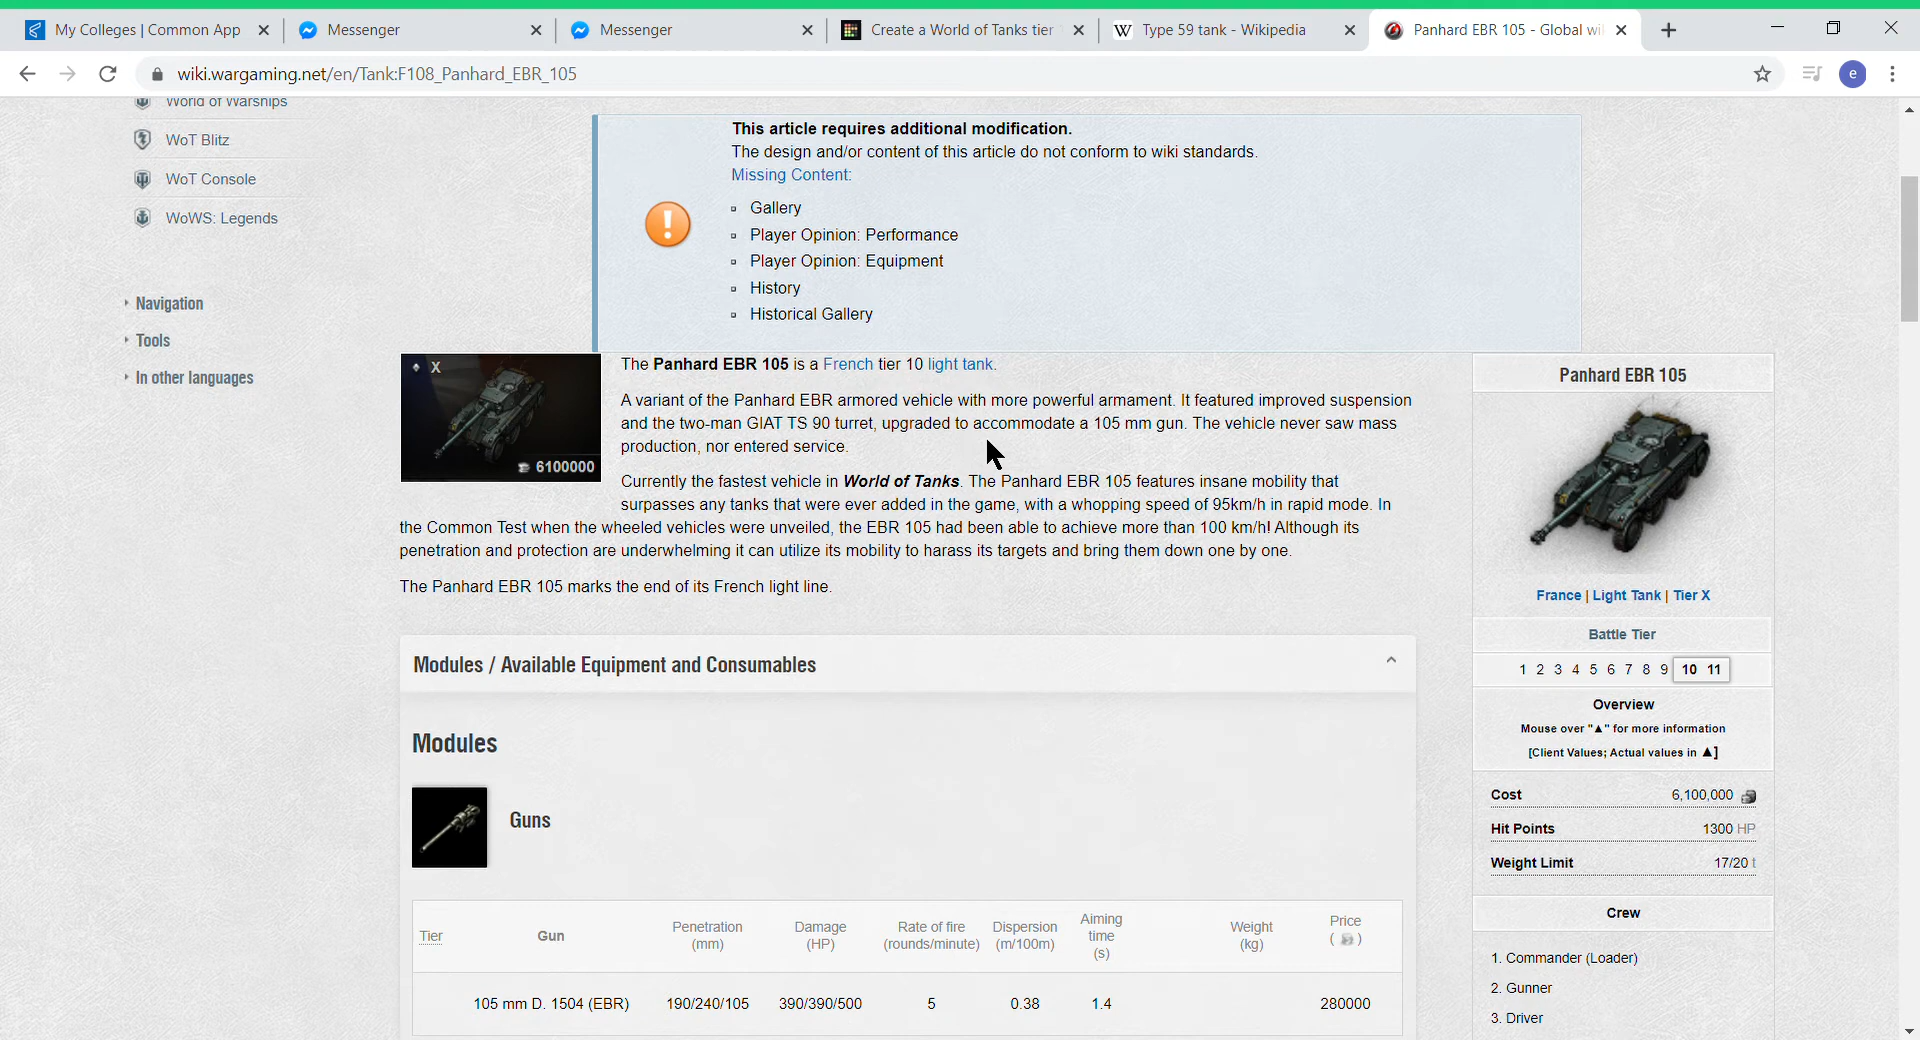 My Colleges | Common App
Messenger
Messenger
Create a World of Tanks tier
Type 59 tank - Wikipedia
Panhard EBR 105 - Global wi
wiki.wargaming.net/en/Tank:F108_Panhard_EBR_105
e
World of Warships
WoT Blitz
WoT Console
WoWS: Legends
Navigation
Tools
In other languages
This article requires additional modification.
The design and/or content of this article do not conform to wiki standards.
Missing Content:
Gallery
Player Opinion: Performance
Player Opinion: Equipment
History
Historical Gallery
X
6100000
The Panhard EBR 105 is a French tier 10 light tank.
A variant of the Panhard EBR armored vehicle with more powerful armament. It featured improved suspension
and the two-man GIAT TS 90 turret, upgraded to accommodate a 105 mm gun. The vehicle never saw mass
production, nor entered service.
Currently the fastest vehicle in World of Tanks. The Panhard EBR 105 features insane mobility that
surpasses any tanks that were ever added in the game, with a whopping speed of 95km/h in rapid mode. In
the Common Test when the wheeled vehicles were unveiled, the EBR 105 had been able to achieve more than 100 km/h! Although its
penetration and protection are underwhelming it can utilize its mobility to harass its targets and bring them down one by one.
The Panhard EBR 105 marks the end of its French light line.
Modules / Available Equipment and Consumables
Modules
Guns
Tier Gun Penetration (mm) Damage (HP) Rate of fire (rounds/minute) Dispersion (m/100m) Aiming time (s) Weight (kg) Price ( )
105 mm D. 1504 (EBR) 190/240/105 390/390/500 5 0.38 1.4 280000
Panhard EBR 105
France | Light Tank | Tier X
Battle Tier
1 2 3 4 5 6 7 8 9 10 11
Overview
Mouse over "▲" for more information
[Client Values; Actual values in ▲]
Cost 6,100,000
Hit Points 1300 HP
Weight Limit 17/20 t
Crew
1. Commander (Loader)
2. Gunner
3. Driver